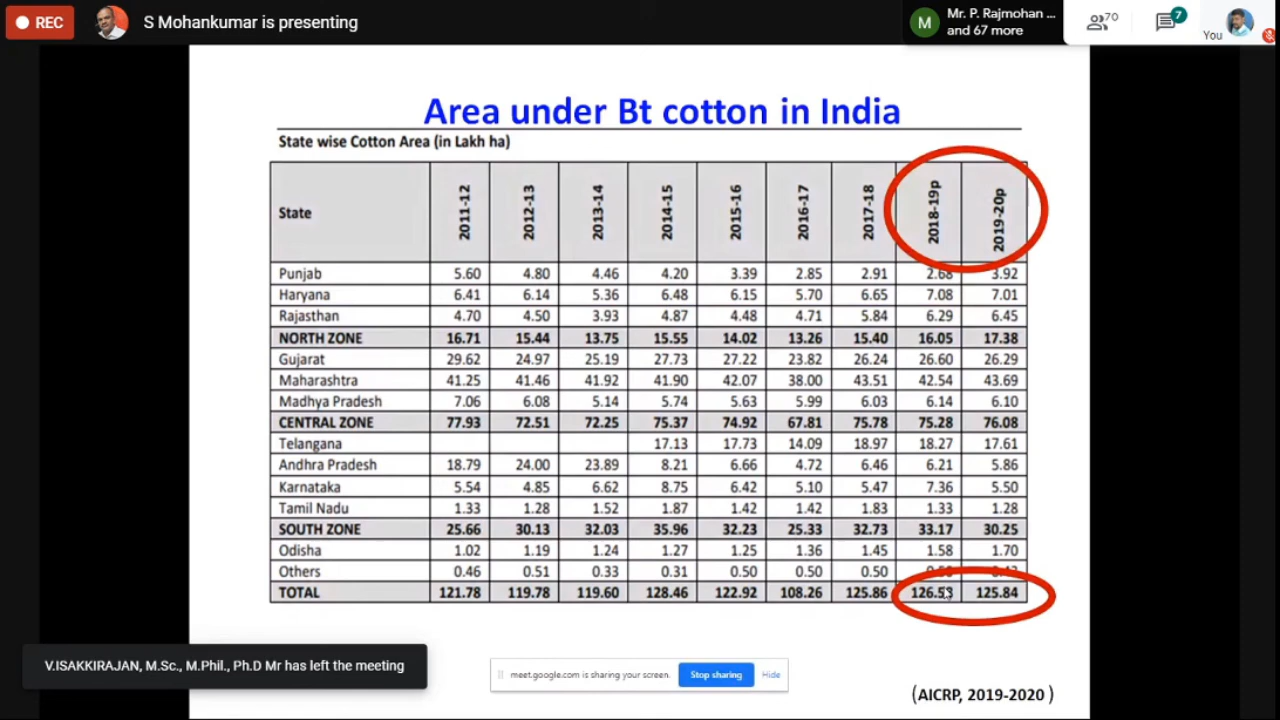 REC
S Mohankumar is presenting
M
Mr. P. Rajmohan ...
and 67 more
70
7
You
Area under Bt cotton in India
State wise Cotton Area (in Lakh ha)
State 2011-12 2012-13 2013-14 2014-15 2015-16 2016-17 2017-18 2018-19p 2019-20p
Punjab 5.60 4.80 4.46 4.20 3.39 2.85 2.91 2.68 3.92
Haryana 6.41 6.14 5.36 6.48 6.15 5.70 6.65 7.08 7.01
Rajasthan 4.70 4.50 3.93 4.87 4.48 4.71 5.84 6.29 6.45
NORTH ZONE 16.71 15.44 13.75 15.55 14.02 13.26 15.40 16.05 17.38
Gujarat 29.62 24.97 25.19 27.73 27.22 23.82 26.24 26.60 26.29
Maharashtra 41.25 41.46 41.92 41.90 42.07 38.00 43.51 42.54 43.69
Madhya Pradesh 7.06 6.08 5.14 5.74 5.63 5.99 6.03 6.14 6.10
CENTRAL ZONE 77.93 72.51 72.25 75.37 74.92 67.81 75.78 75.28 76.08
Telangana 17.13 17.73 14.09 18.97 18.27 17.61
Andhra Pradesh 18.79 24.00 23.89 8.21 6.66 4.72 6.46 6.21 5.86
Karnataka 5.54 4.85 6.62 8.75 6.42 5.10 5.47 7.36 5.50
Tamil Nadu 1.33 1.28 1.52 1.87 1.42 1.42 1.83 1.33 1.28
SOUTH ZONE 25.66 30.13 32.03 35.96 32.23 25.33 32.73 33.17 30.25
Odisha 1.02 1.19 1.24 1.27 1.25 1.36 1.45 1.58 1.70
Others 0.46 0.51 0.33 0.31 0.50 0.50 0.50
TOTAL 121.78 119.78 119.60 128.46 122.92 108.26 125.86 126.53 125.84
V.ISAKKIRAJAN, M.Sc., M.Phil., Ph.D Mr has left the meeting
meet.google.com is sharing your screen. Stop sharing Hide
(AICRP, 2019-2020 )